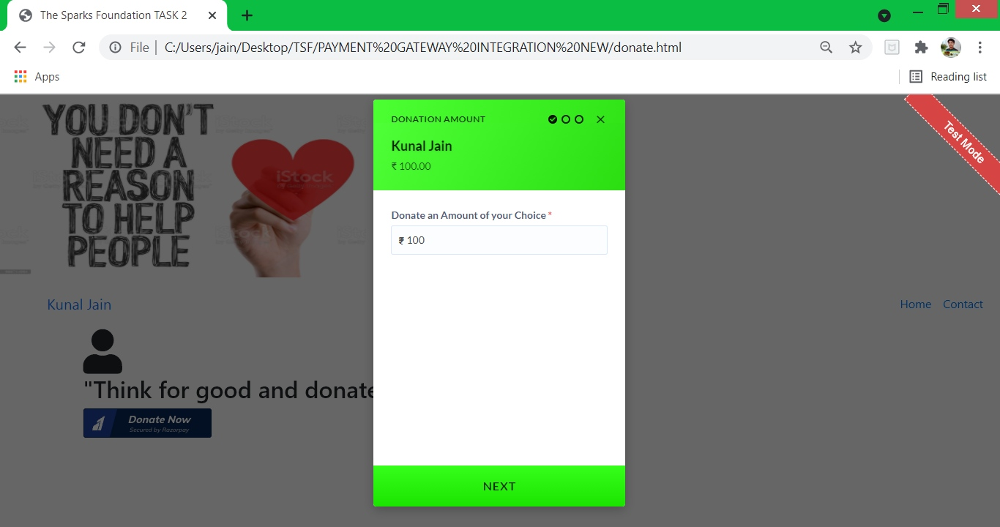 The Sparks Foundation TASK 2
File
C:/Users/jain/Desktop/TSF/PAYMENT%20GATEWAY%20INTEGRATION%20NEW/donate.html
Apps
Reading list
YOU DON'T
NEED A
REASON
TO HELP
PEOPLE
iStock
DONATION AMOUNT
Kunal Jain
₹ 100.00
Test Mode
Donate an Amount of your Choice *
₹ 100
Kunal Jain
Home Contact
"Think for good and donate
Donate Now
Secured by Razorpay
NEXT